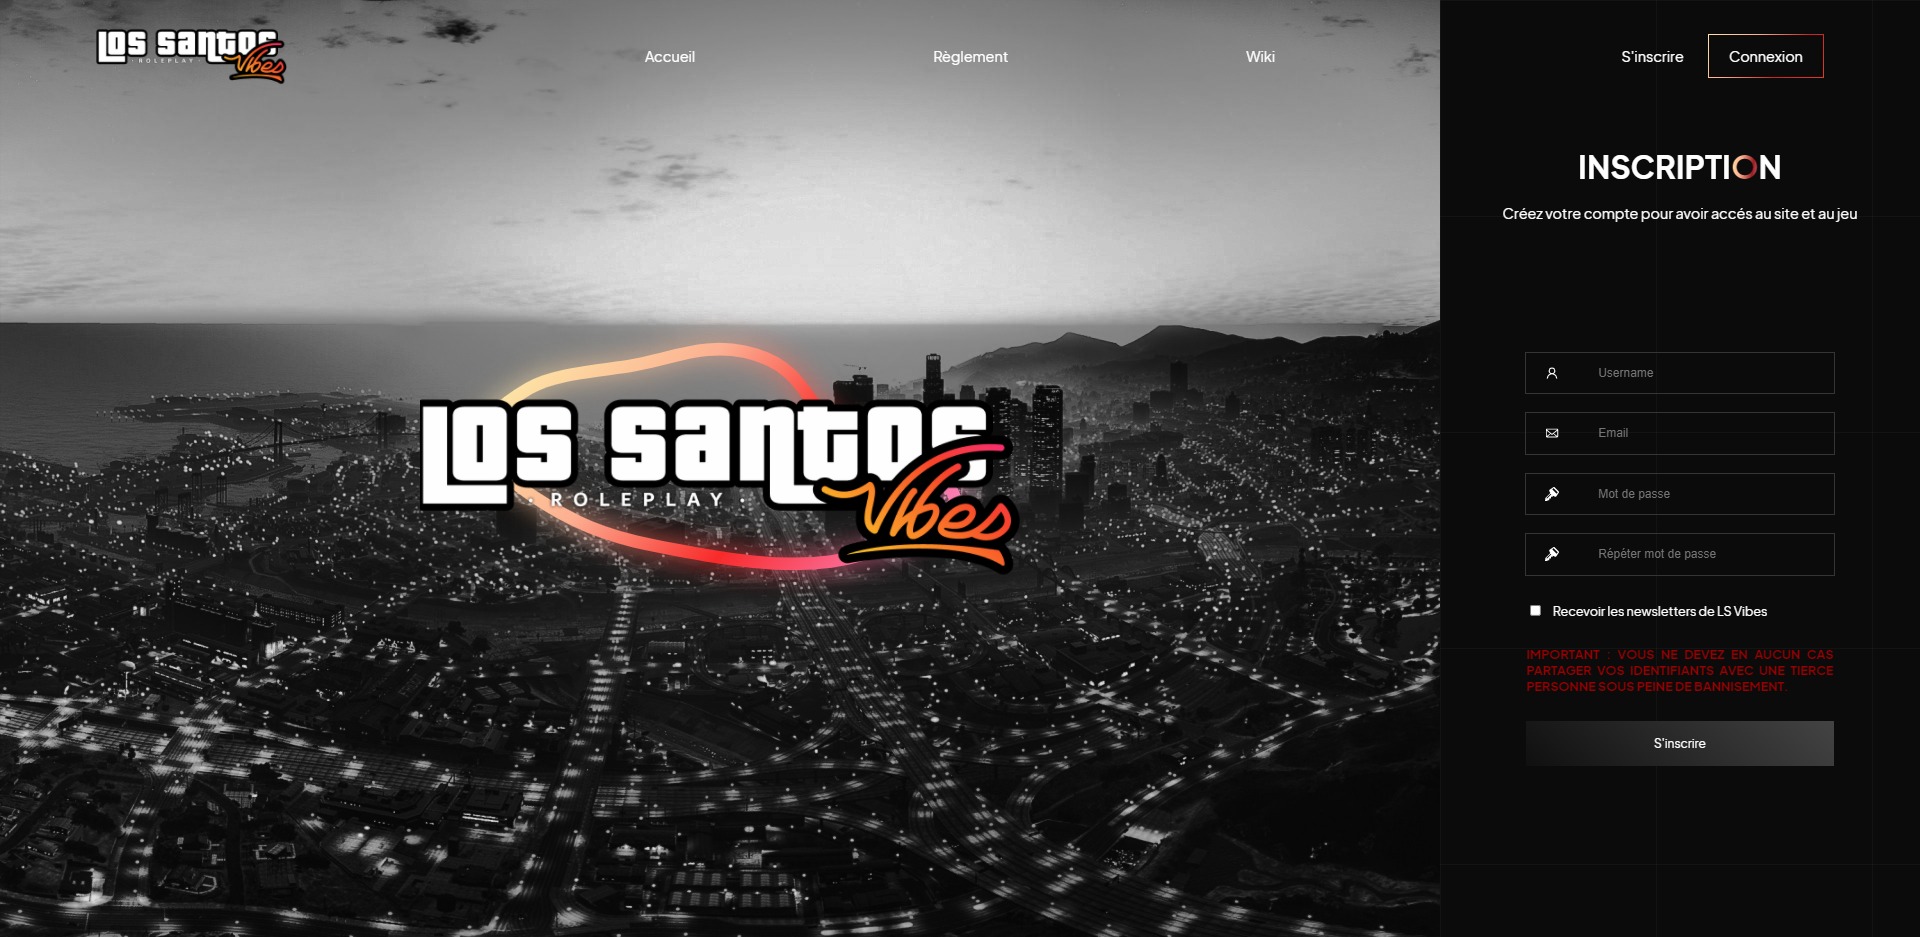 Los Santos
· ROLEPLAY ·
Vibes
Accueil
Règlement
Wiki
S'inscrire
Connexion
INSCRIPTION
Créez votre compte pour avoir accés au site et au jeu
Los Santos
· ROLEPLAY ·
Vibes
Username
Email
Mot de passe
Répéter mot de passe
Recevoir les newsletters de LS Vibes
IMPORTANT : VOUS NE DEVEZ EN AUCUN CAS
PARTAGER VOS IDENTIFIANTS AVEC UNE TIERCE
PERSONNE SOUS PEINE DE BANNISEMENT.
S'inscrire